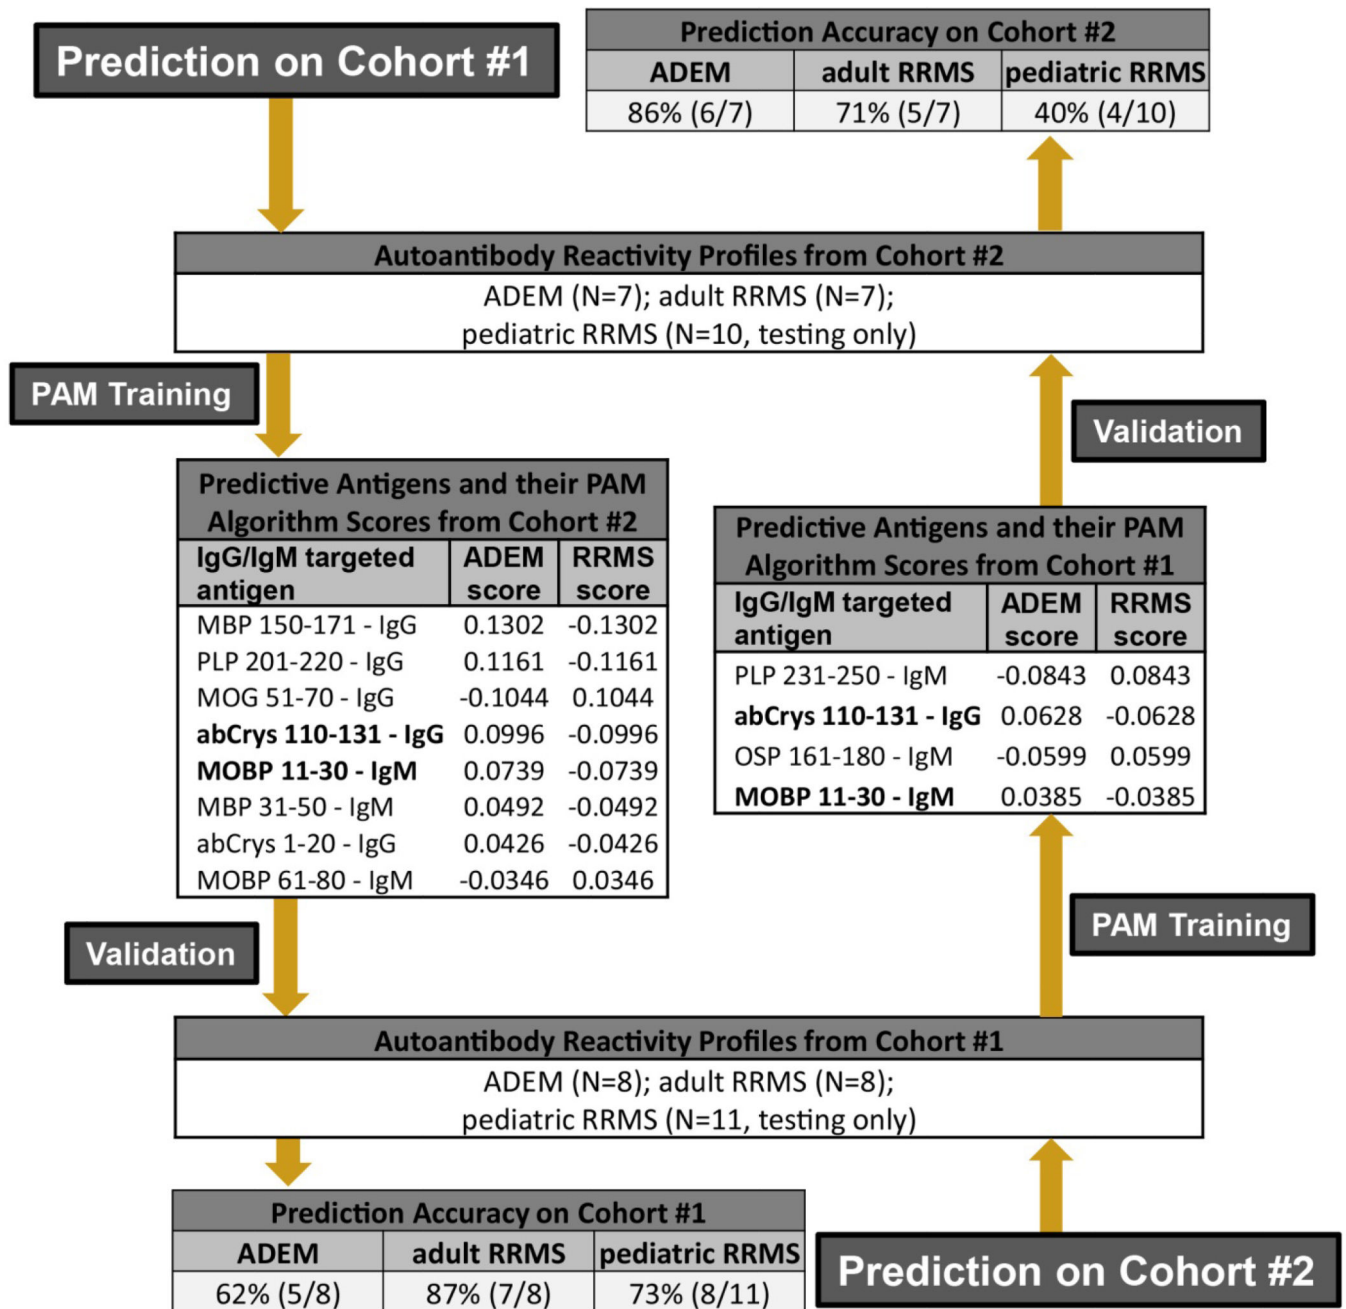 Prediction on Cohort #1
Prediction Accuracy on Cohort #2
ADEM adult RRMS pediatric RRMS
86% (6/7) 71% (5/7) 40% (4/10)
Autoantibody Reactivity Profiles from Cohort #2
ADEM (N=7); adult RRMS (N=7);
pediatric RRMS (N=10, testing only)
PAM Training
Validation
Predictive Antigens and their PAM
Algorithm Scores from Cohort #2
IgG/IgM targeted ADEM RRMS
antigen score score
MBP 150-171 - IgG 0.1302 -0.1302
PLP 201-220 - IgG 0.1161 -0.1161
MOG 51-70 - IgG -0.1044 0.1044
abCrys 110-131 - IgG 0.0996 -0.0996
MOBP 11-30 - IgM 0.0739 -0.0739
MBP 31-50 - IgM 0.0492 -0.0492
abCrys 1-20 - IgG 0.0426 -0.0426
MOBP 61-80 - IgM -0.0346 0.0346
Predictive Antigens and their PAM
Algorithm Scores from Cohort #1
IgG/IgM targeted ADEM RRMS
antigen score score
PLP 231-250 - IgM -0.0843 0.0843
abCrys 110-131 - IgG 0.0628 -0.0628
OSP 161-180 - IgM -0.0599 0.0599
MOBP 11-30 - IgM 0.0385 -0.0385
Validation
PAM Training
Autoantibody Reactivity Profiles from Cohort #1
ADEM (N=8); adult RRMS (N=8);
pediatric RRMS (N=11, testing only)
Prediction Accuracy on Cohort #1
ADEM adult RRMS pediatric RRMS
62% (5/8) 87% (7/8) 73% (8/11)
Prediction on Cohort #2